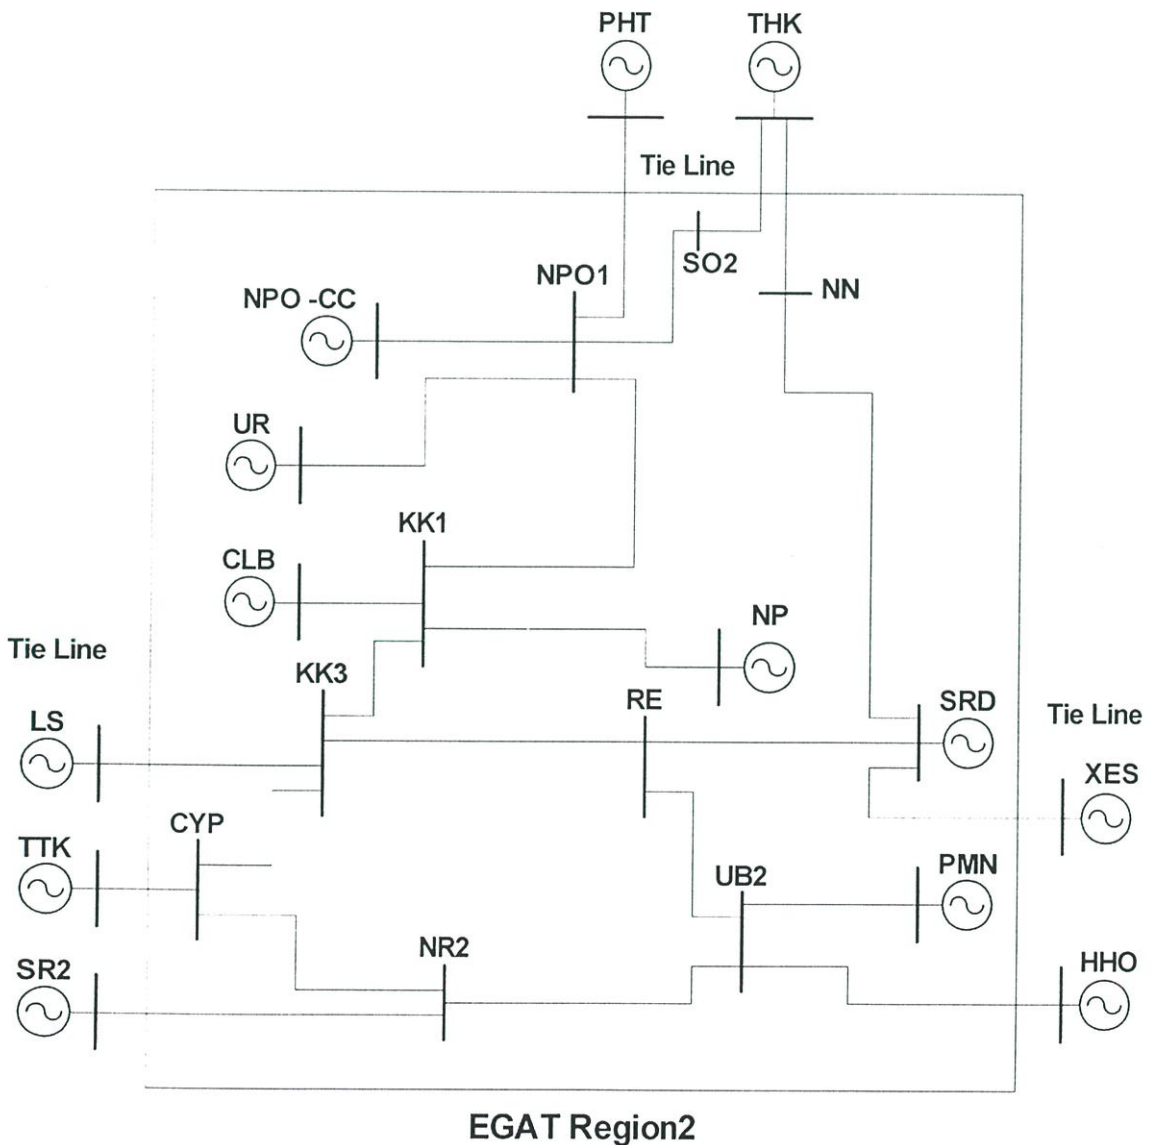 PHT
THK
Tie Line
SO2
NPO1
NN
NPO -CC
UR
KK1
CLB
NP
Tie Line
KK3
RE
SRD
Tie Line
LS
XES
CYP
TTK
PMN
UB2
NR2
SR2
HHO
EGAT Region2